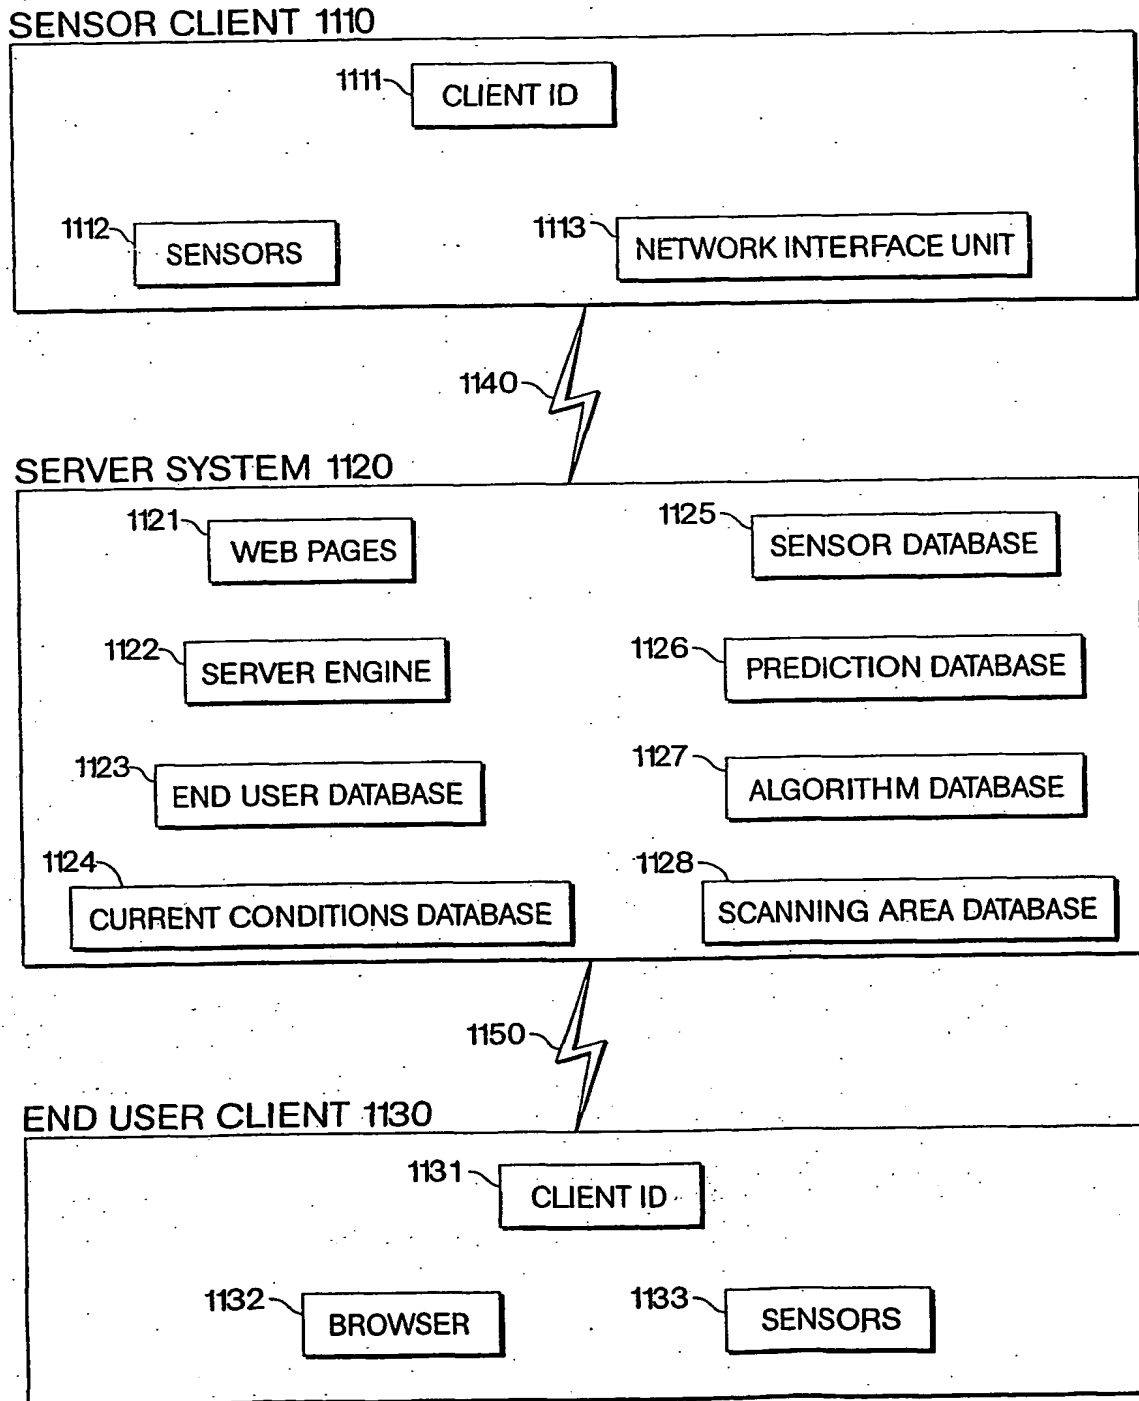 SENSOR CLIENT 1110
1111
CLIENT ID
1112
SENSORS
1113
NETWORK INTERFACE UNIT
1140
SERVER SYSTEM 1120
1121
WEB PAGES
1125
SENSOR DATABASE
1122
SERVER ENGINE
1126
PREDICTION DATABASE
1123
END USER DATABASE
1127
ALGORITHM DATABASE
1124
CURRENT CONDITIONS DATABASE
1128
SCANNING AREA DATABASE
1150
END USER CLIENT 1130
1131
CLIENT ID
1132
BROWSER
1133
SENSORS